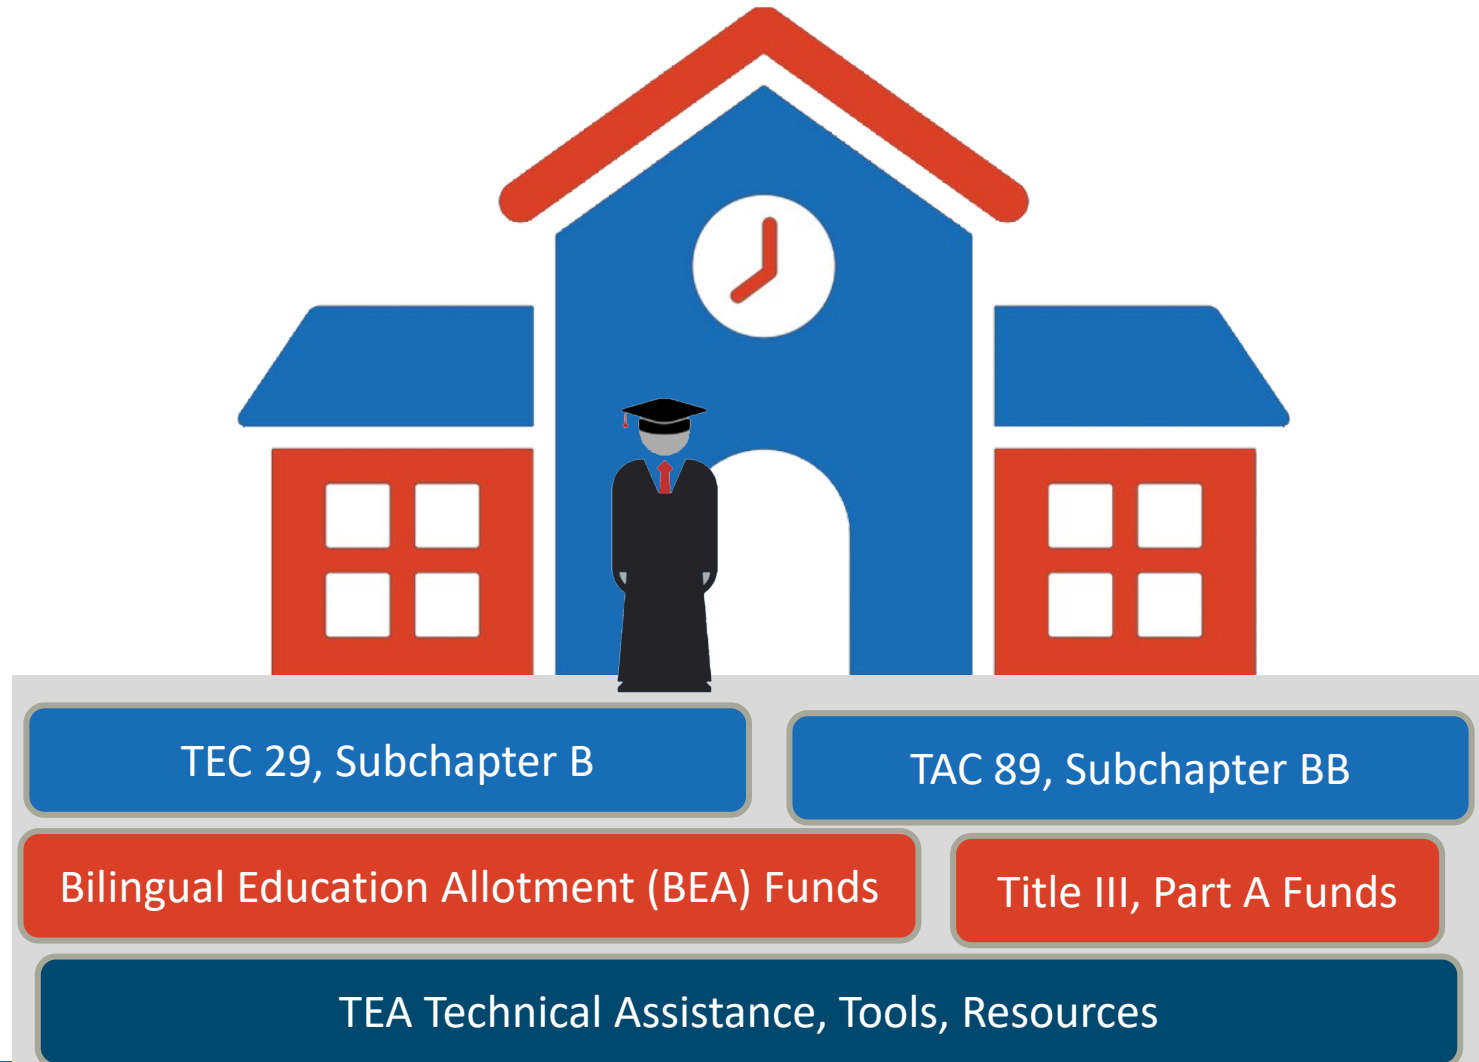 TEC 29, Subchapter B
TAC 89, Subchapter BB
Bilingual Education Allotment (BEA) Funds
Title III, Part A Funds
TEA Technical Assistance, Tools, Resources